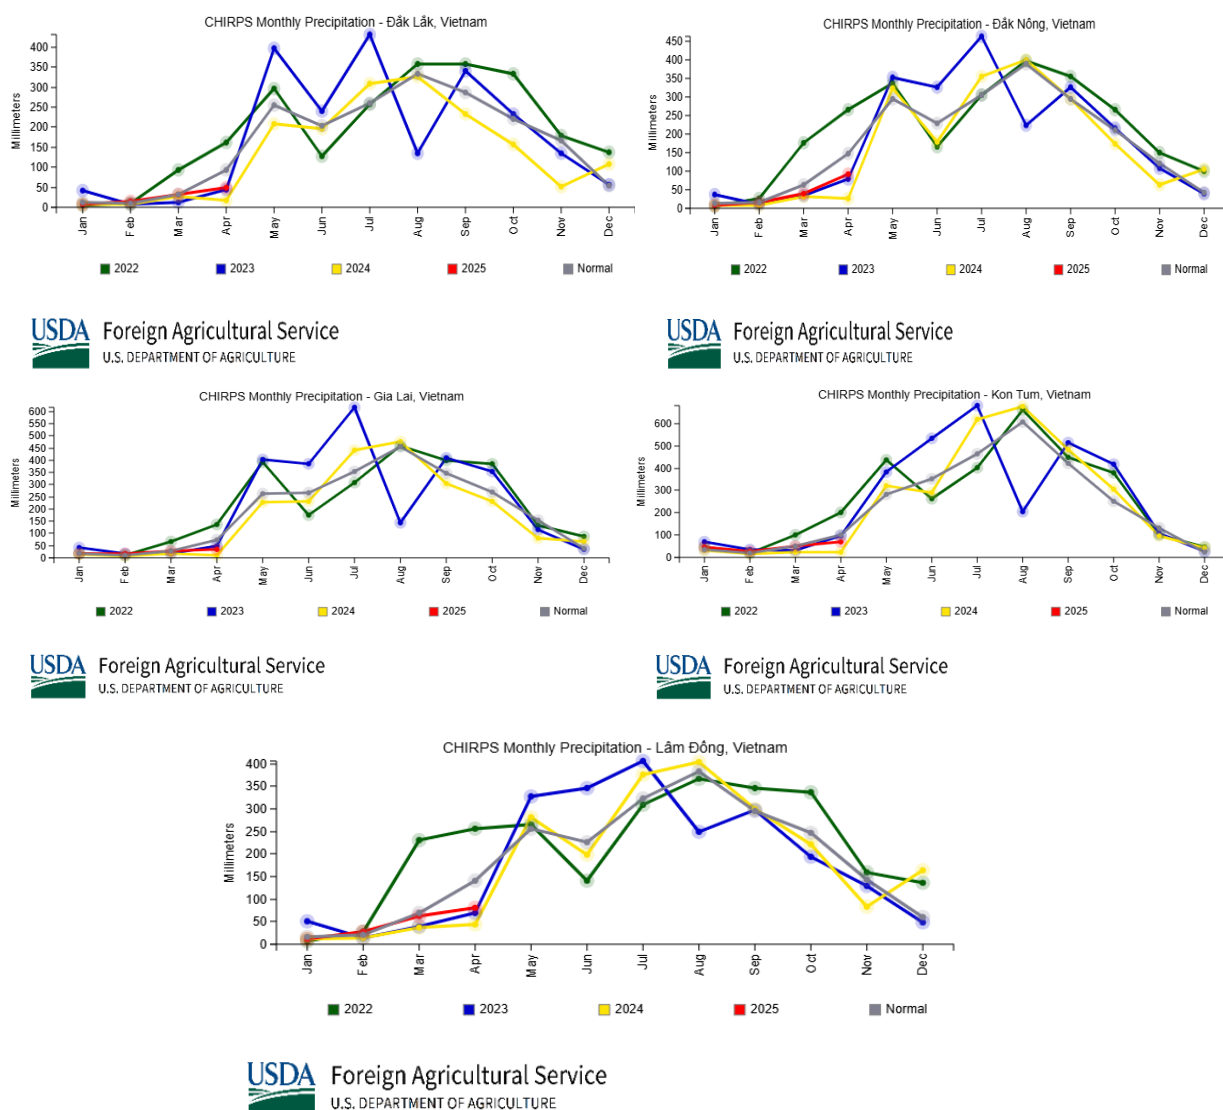 CHIRPS Monthly Precipitation - Đắk Lắk, Vietnam
Millimeters
400
350
300
250
200
150
100
50
0
Jan Feb Mar Apr May Jun Jul Aug Sep Oct Nov Dec
2022 2023 2024 2025 Normal
USDA Foreign Agricultural Service
U.S. DEPARTMENT OF AGRICULTURE
CHIRPS Monthly Precipitation - Đắk Nông, Vietnam
Millimeters
450
400
350
300
250
200
150
100
50
0
Jan Feb Mar Apr May Jun Jul Aug Sep Oct Nov Dec
2022 2023 2024 2025 Normal
USDA Foreign Agricultural Service
U.S. DEPARTMENT OF AGRICULTURE
CHIRPS Monthly Precipitation - Gia Lai, Vietnam
Millimeters
600
550
500
450
400
350
300
250
200
150
100
50
0
Jan Feb Mar Apr May Jun Jul Aug Sep Oct Nov Dec
2022 2023 2024 2025 Normal
USDA Foreign Agricultural Service
U.S. DEPARTMENT OF AGRICULTURE
CHIRPS Monthly Precipitation - Kon Tum, Vietnam
Millimeters
600
500
400
300
200
100
0
Jan Feb Mar Apr May Jun Jul Aug Sep Oct Nov Dec
2022 2023 2024 2025 Normal
USDA Foreign Agricultural Service
U.S. DEPARTMENT OF AGRICULTURE
CHIRPS Monthly Precipitation - Lâm Đồng, Vietnam
Millimeters
400
350
300
250
200
150
100
50
0
Jan Feb Mar Apr May Jun Jul Aug Sep Oct Nov Dec
2022 2023 2024 2025 Normal
USDA Foreign Agricultural Service
U.S. DEPARTMENT OF AGRICULTURE